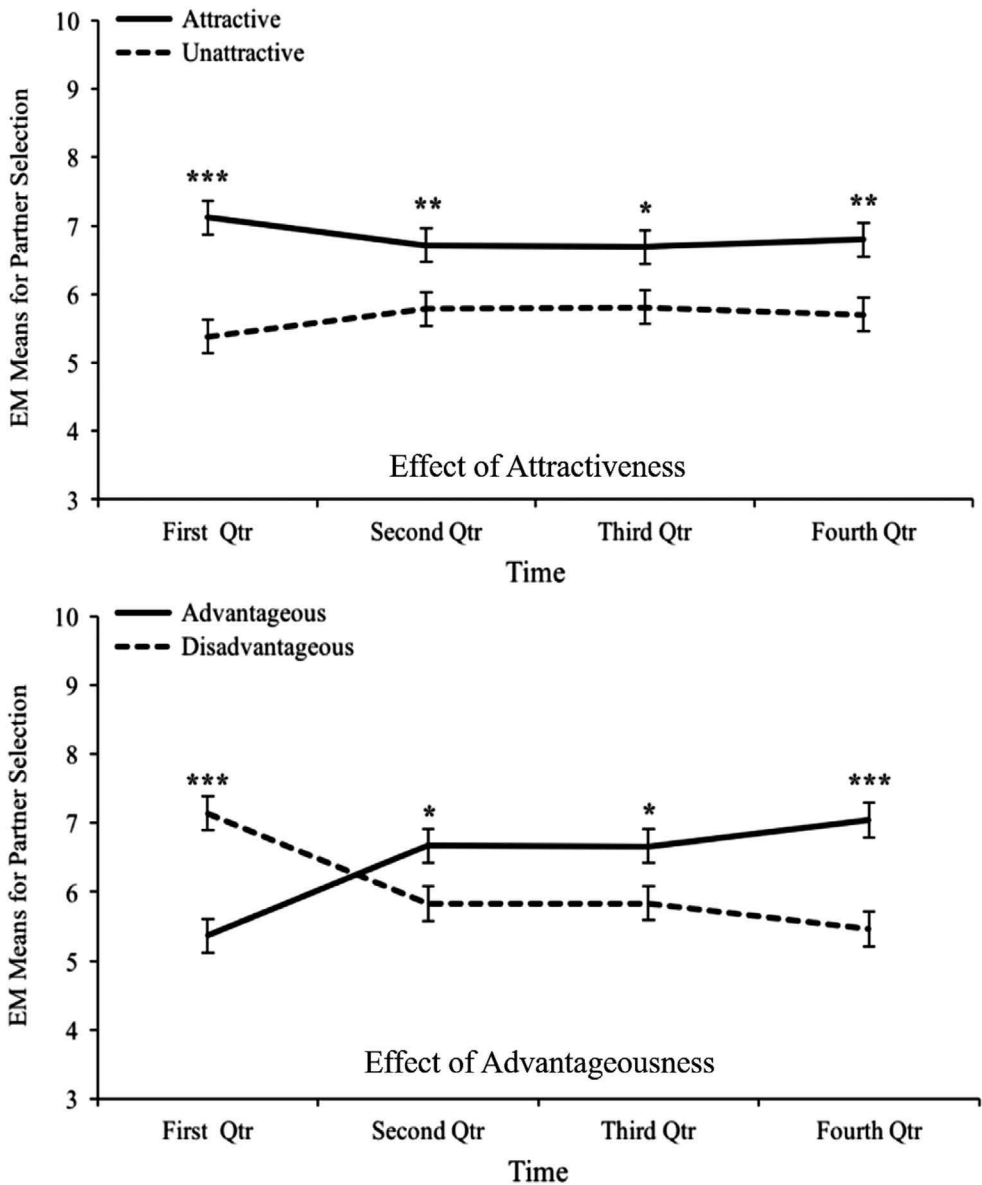 10
Attractive
Unattractive
9
8
7
6
5
4
3
EM Means for Partner Selection
***
**
*
**
Effect of Attractiveness
First Qtr
Second Qtr
Third Qtr
Fourth Qtr
Time
10
Advantageous
Disadvantageous
9
8
7
6
5
4
3
EM Means for Partner Selection
***
*
*
***
Effect of Advantageousness
First Qtr
Second Qtr
Third Qtr
Fourth Qtr
Time